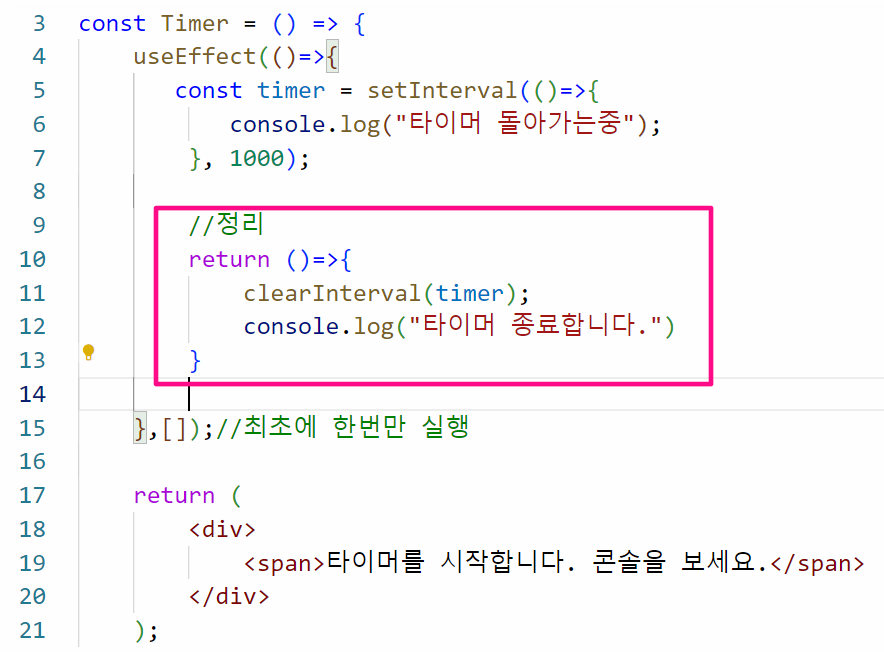 3 const Timer = () => {
4     useEffect(()=>{
5        const timer = setInterval(()=>{
6            console.log("타이머 돌아가는중");
7         }, 1000);
8
9         //정리
10         return ()=>{
11             clearInterval(timer);
12             console.log("타이머 종료합니다.")
13         }
14
15     },[]);//최초에 한번만 실행
16
17     return (
18         <div>
19             <span>타이머를 시작합니다. 콘솔을 보세요.</span>
20         </div>
21     );